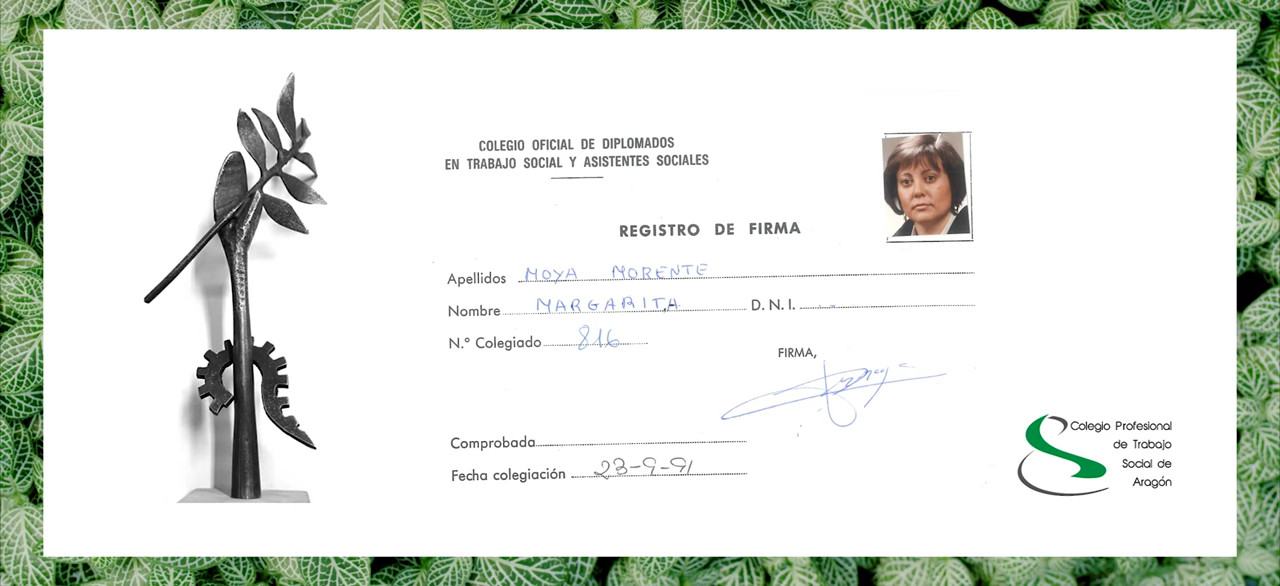 COLEGIO OFICIAL DE DIPLOMADOS
EN TRABAJO SOCIAL Y ASISTENTES SOCIALES
REGISTRO DE FIRMA
Apellidos MOYA MORENTE
Nombre MARGARITA D. N. I.
N.º Colegiado 816
FIRMA,
Comprobada
Fecha colegiación 23-9-91
Colegio Profesional
de Trabajo
Social de
Aragón